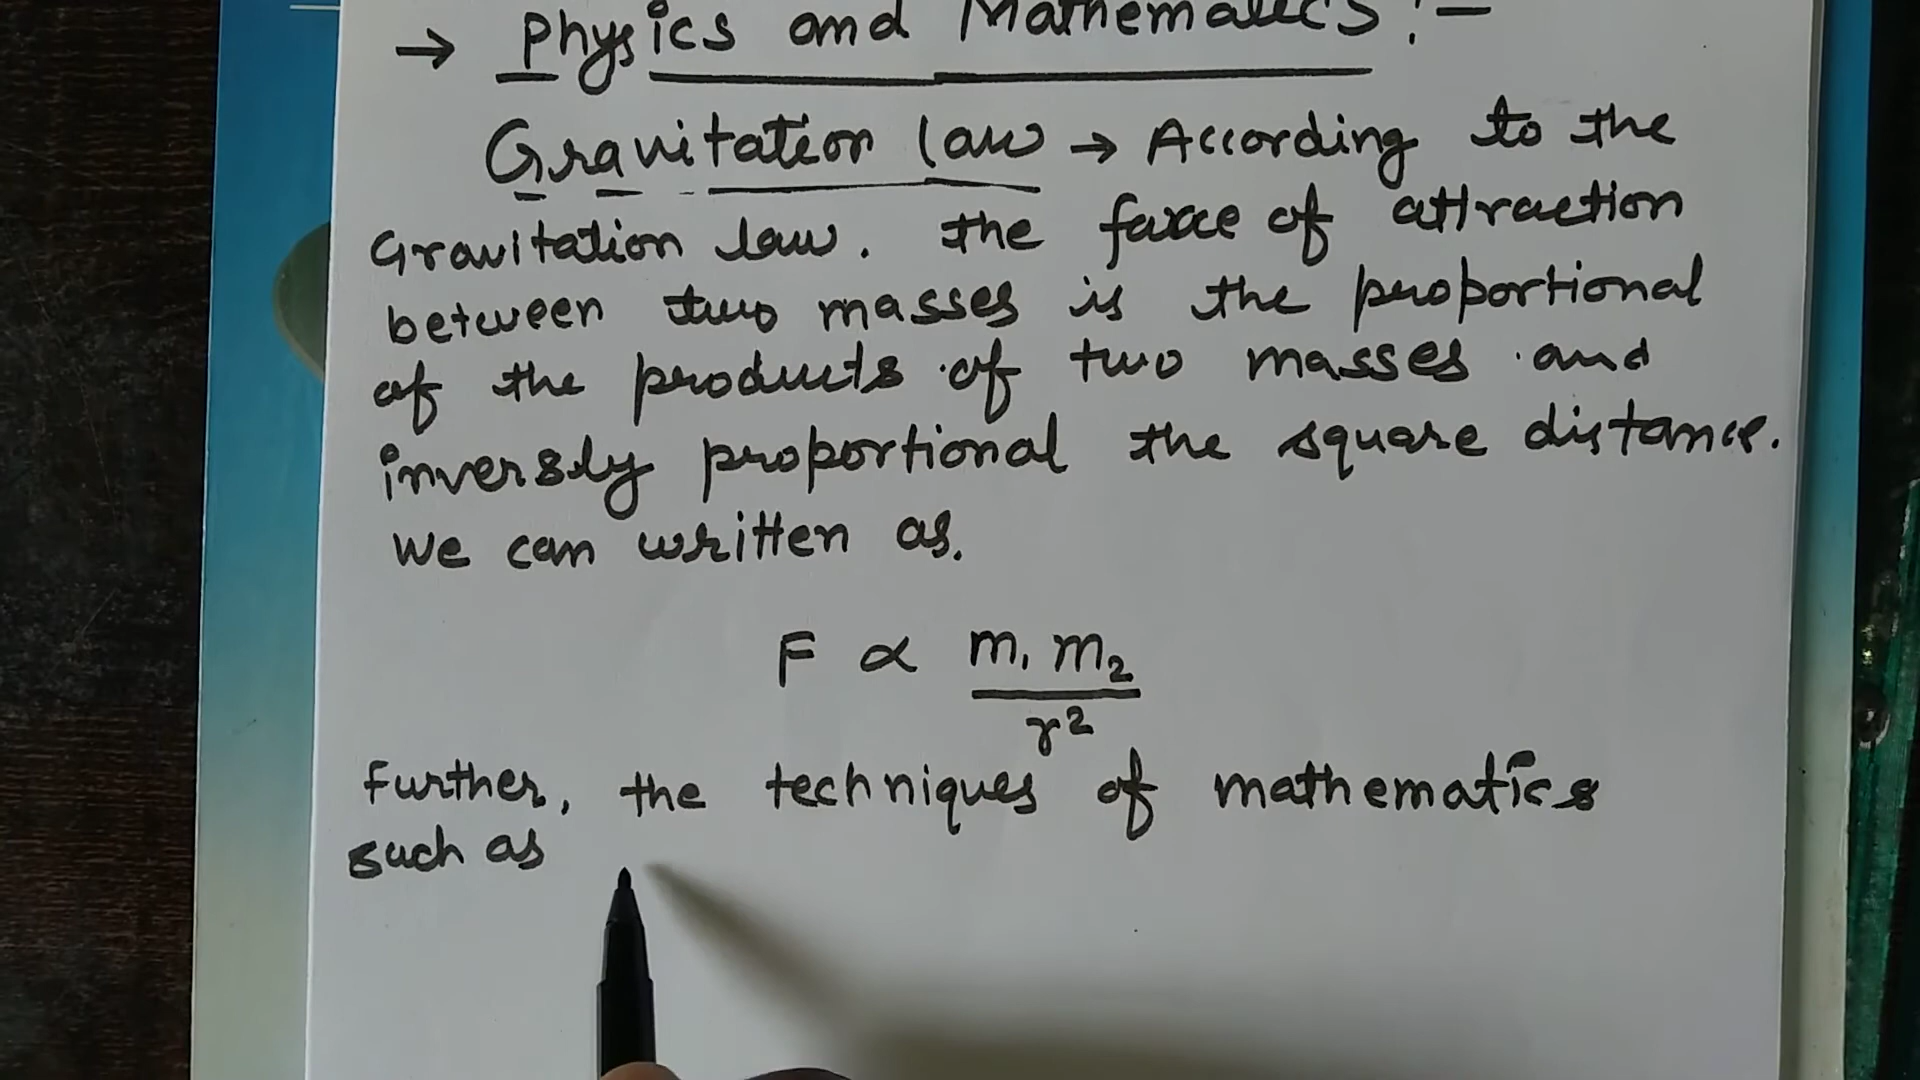 → Physics and Mathematics :-
Gravitation law → According to the
Gravitation law. the force of attraction
between two masses is the proportional
of the products of two masses and
inversly proportional the square distance.
we can written as.
F ∝ m₁ m₂
r²
Further, the techniques of mathematics
such as